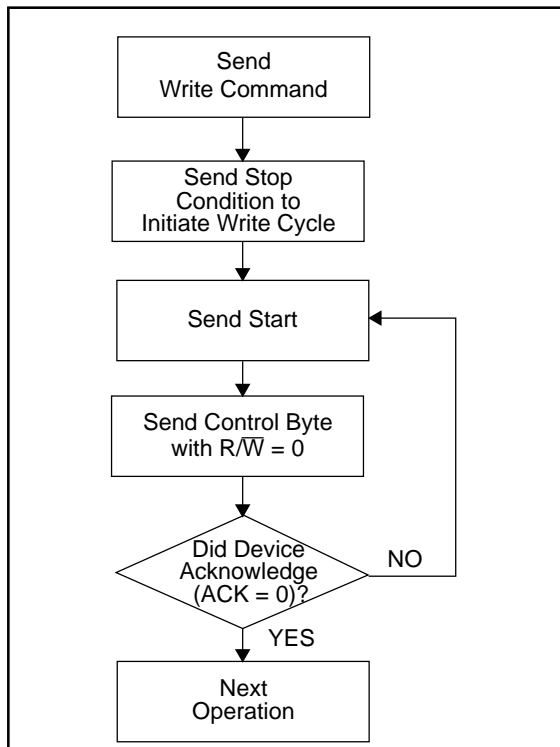 Send
Write Command
Send Stop
Condition to
Initiate Write Cycle
Send Start
Send Control Byte
with R/W̅ = 0
Did Device
Acknowledge
(ACK = 0)?
NO
YES
Next
Operation